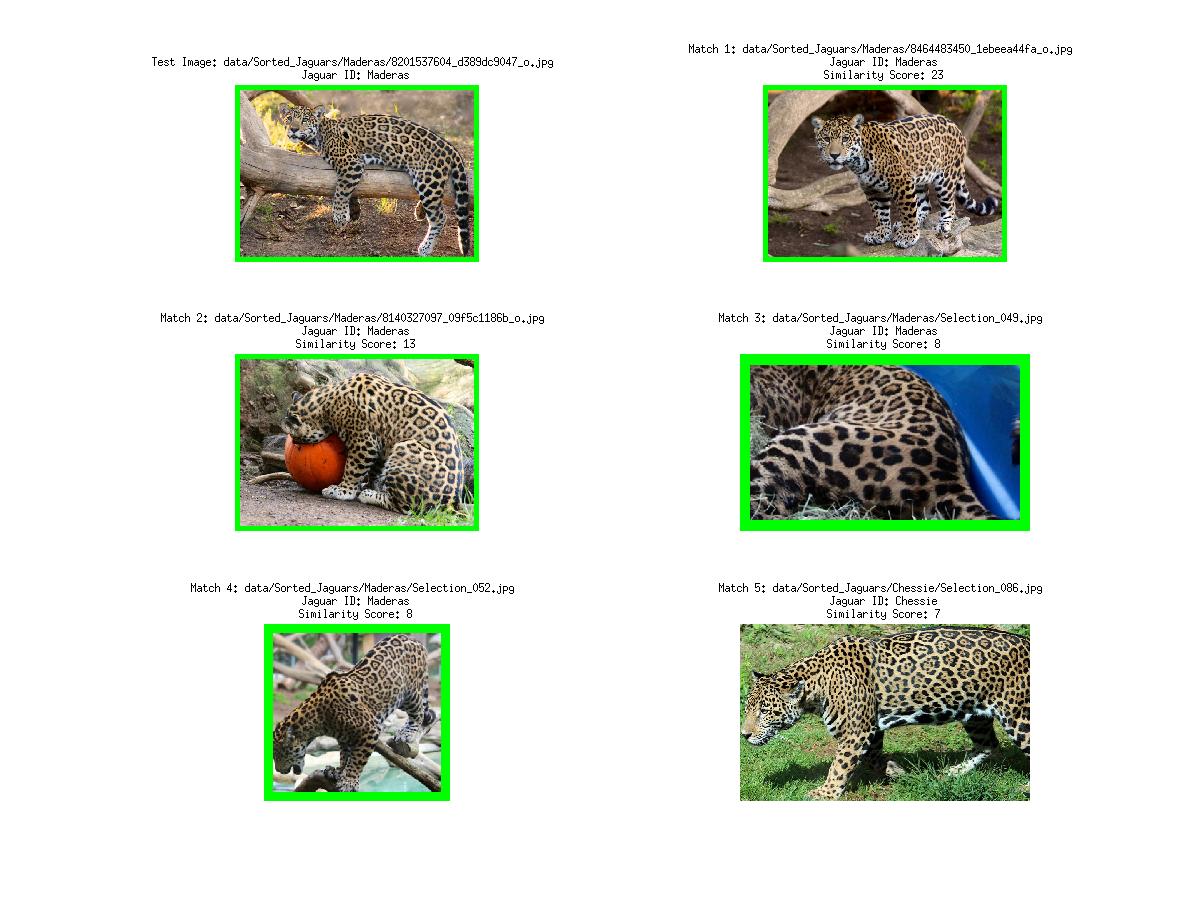 Test Image: data/Sorted_Jaguars/Maderas/8201537604_d389dc9047_o.jpg
Jaguar ID: Maderas
Match 1: data/Sorted_Jaguars/Maderas/8464483450_1ebeea44fa_o.jpg
Jaguar ID: Maderas
Similarity Score: 23
Match 2: data/Sorted_Jaguars/Maderas/8140327097_09f5c1186b_o.jpg
Jaguar ID: Maderas
Similarity Score: 13
Match 3: data/Sorted_Jaguars/Maderas/Selection_049.jpg
Jaguar ID: Maderas
Similarity Score: 8
Match 4: data/Sorted_Jaguars/Maderas/Selection_052.jpg
Jaguar ID: Maderas
Similarity Score: 8
Match 5: data/Sorted_Jaguars/Chessie/Selection_086.jpg
Jaguar ID: Chessie
Similarity Score: 7